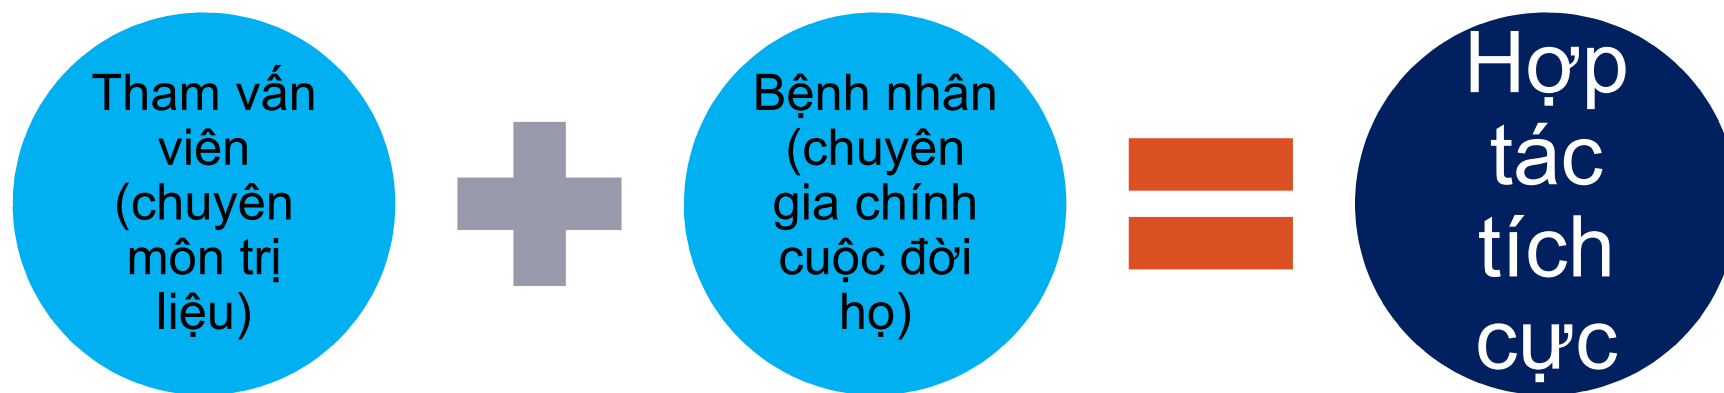 Tham vấn
viên
(chuyên
môn trị
liệu)
Bệnh nhân
(chuyên
gia chính
cuộc đời
họ)
Hợp
tác
tích
cực